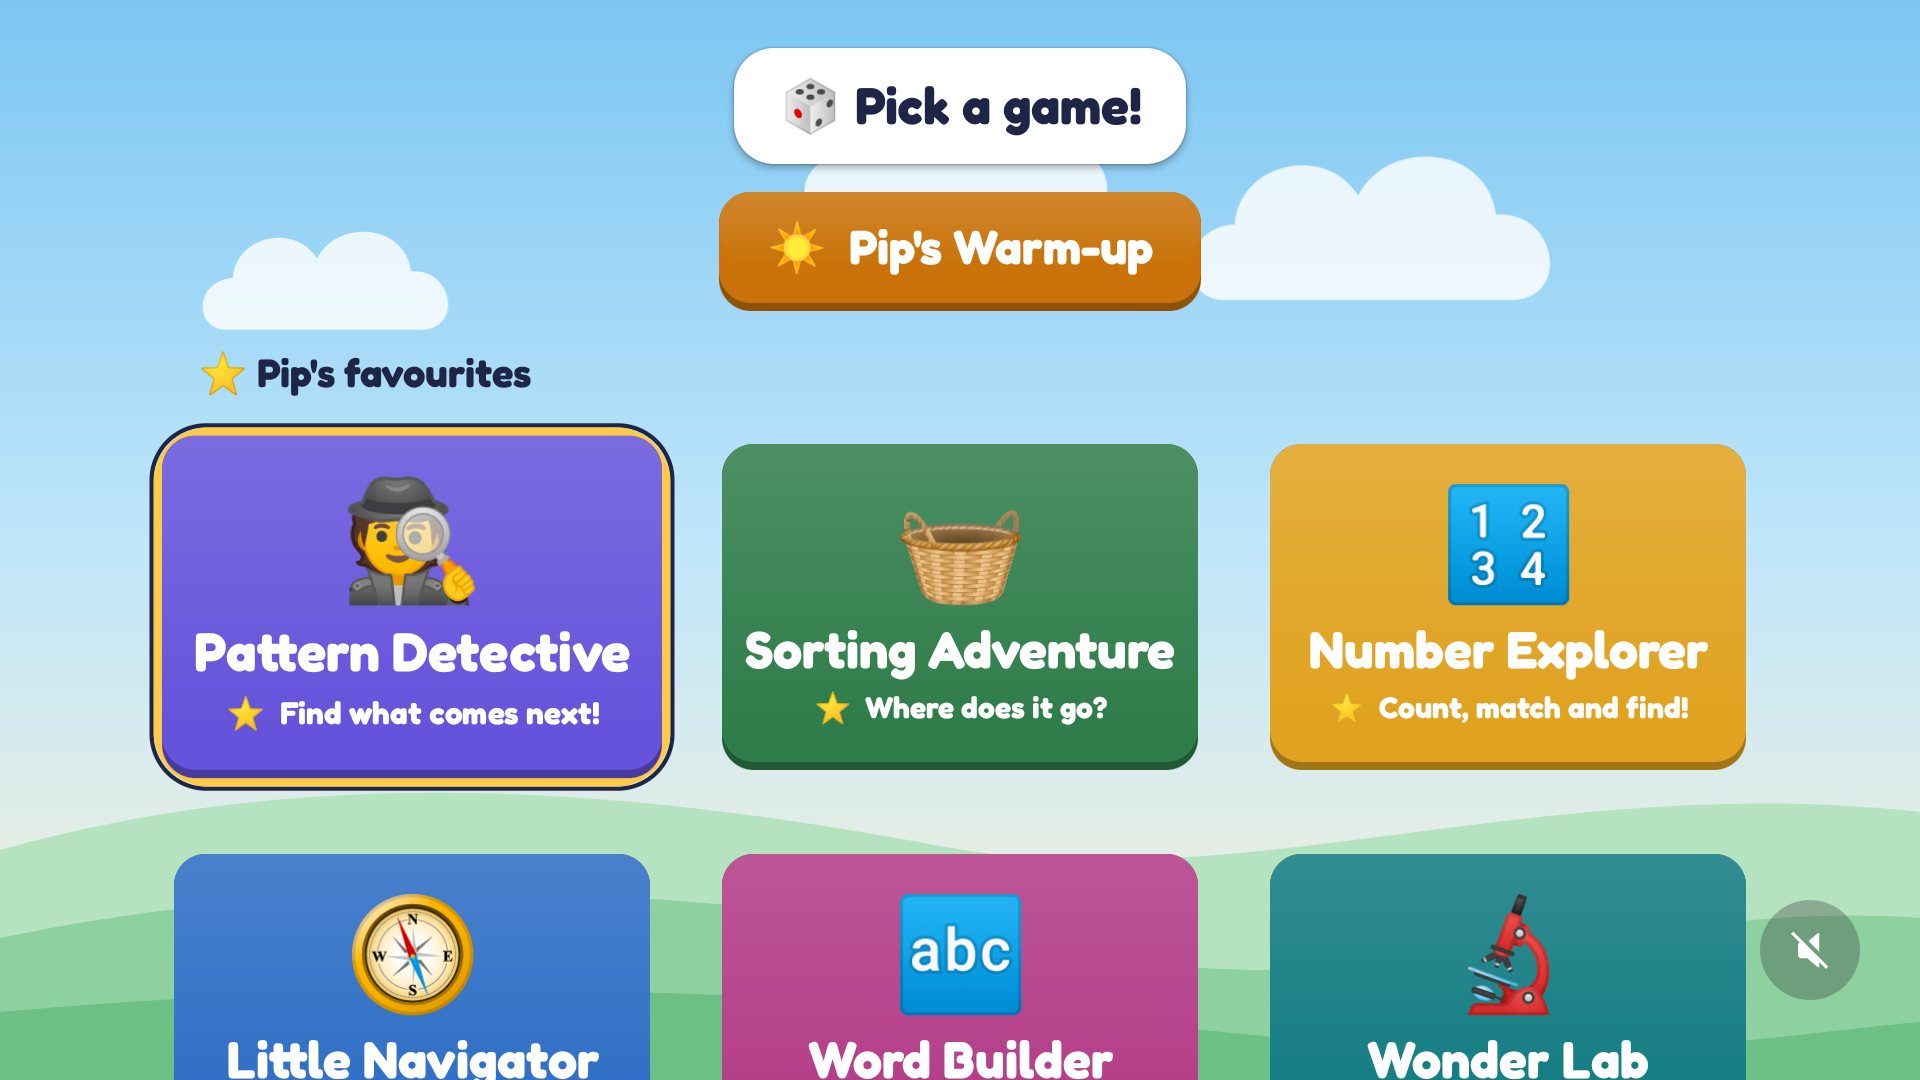 Pick a game!
Pip's Warm-up
Pip's favourites
Pattern Detective
Find what comes next!
Sorting Adventure
Where does it go?
1 2
3 4
Number Explorer
Count, match and find!
N
W E
S
Little Navigator
abc
Word Builder
Wonder Lab